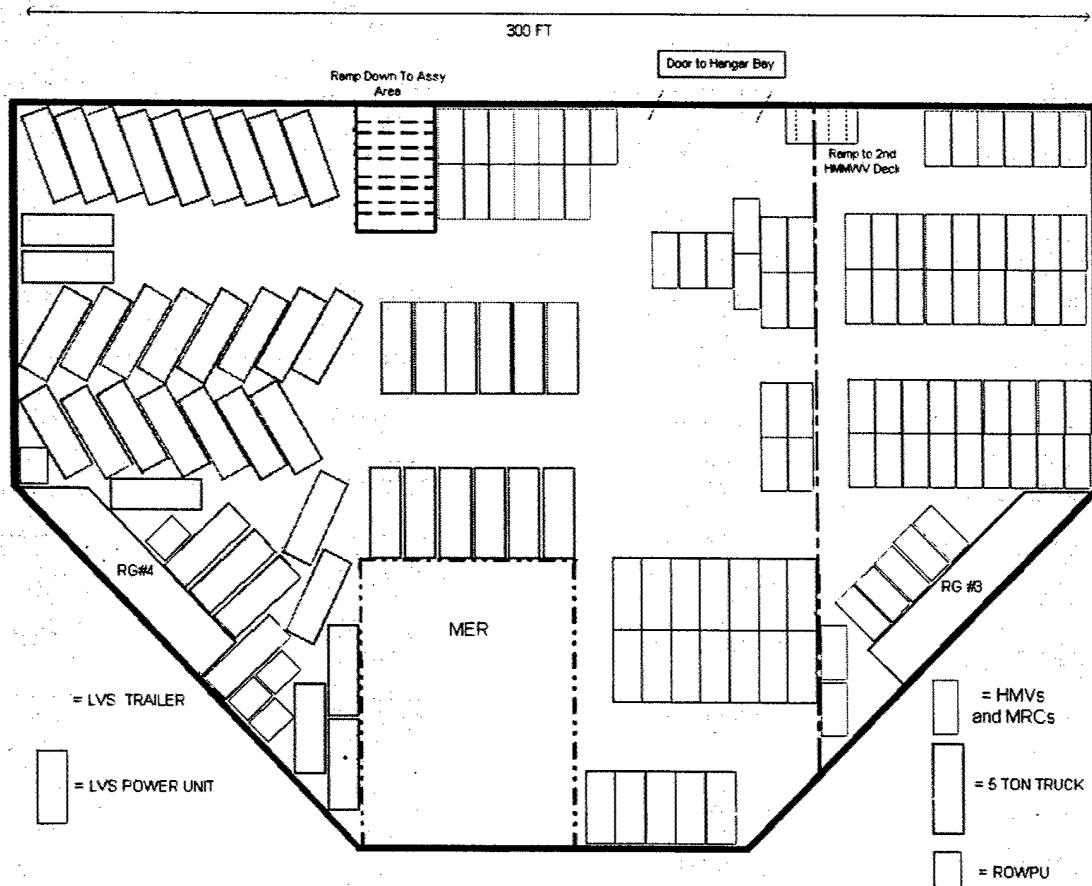 300 FT
Door to Hanger Bay
Ramp Down To Assy
Area
Ramp to 2nd
HMMWV Deck
RG#4
RG #3
MER
= LVS TRAILER
= HMVs
and MRCs
= LVS POWER UNIT
= 5 TON TRUCK
= ROWPU